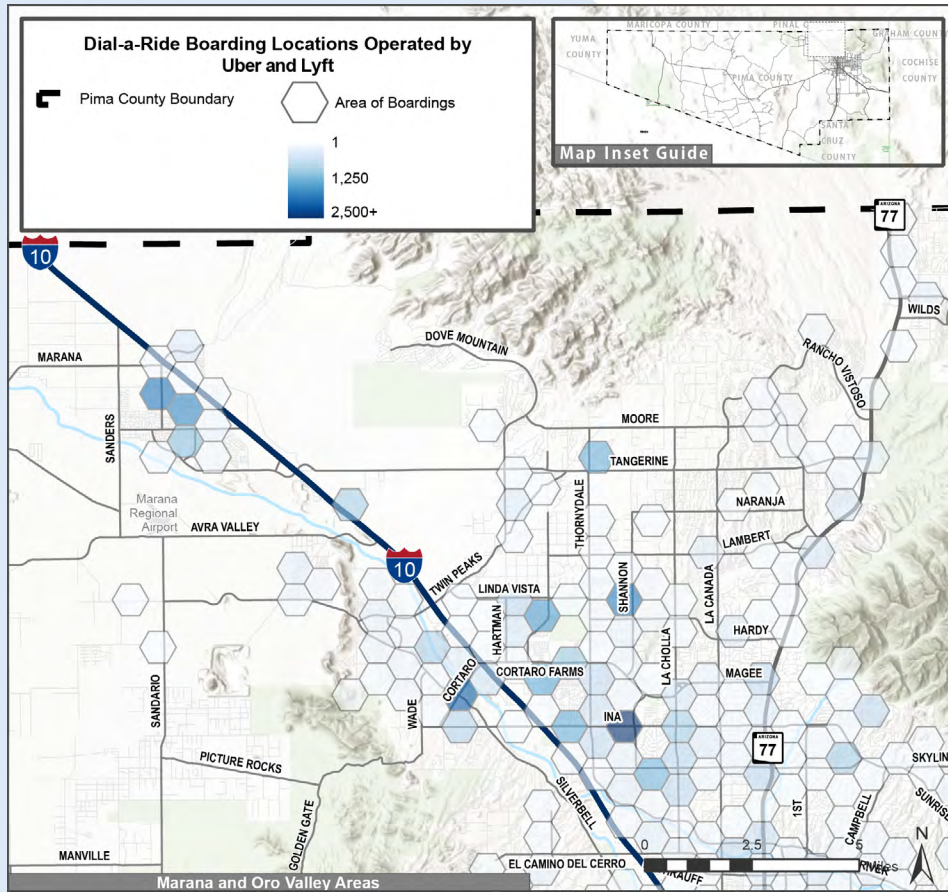 Dial-a-Ride Boarding Locations Operated by
Uber and Lyft
Pima County Boundary
Area of Boardings
1
1,250
2,500+
MARICOPA COUNTY
PINAL C
GRAHAM COUNTY
YUMA
COUNTY
COCHISE
COUNTY
PIMA COUNTY
SANTA
CRUZ
COUNTY
Map Inset Guide
ARIZONA
77
10
WILDS
DOVE MOUNTAIN
RANCHO VISTOSO
MARANA
SANDERS
MOORE
TANGERINE
THORNYDALE
NARANJA
Marana
Regional
Airport
AVRA VALLEY
LAMBERT
10
TWIN PEAKS
LINDA VISTA
SHANNON
LA CANADA
HARTMAN
HARDY
CORTARO
CORTARO FARMS
LA CHOLLA
MAGEE
SANDARIO
WADE
INA
ARIZONA
77
PICTURE ROCKS
SKYLIN
SUNRISE
SILVERBELL
GOLDEN GATE
1ST
CAMPBELL
N
MANVILLE
EL CAMINO DEL CERRO
0
2.5
5
Miles
RIVER
Marana and Oro Valley Areas